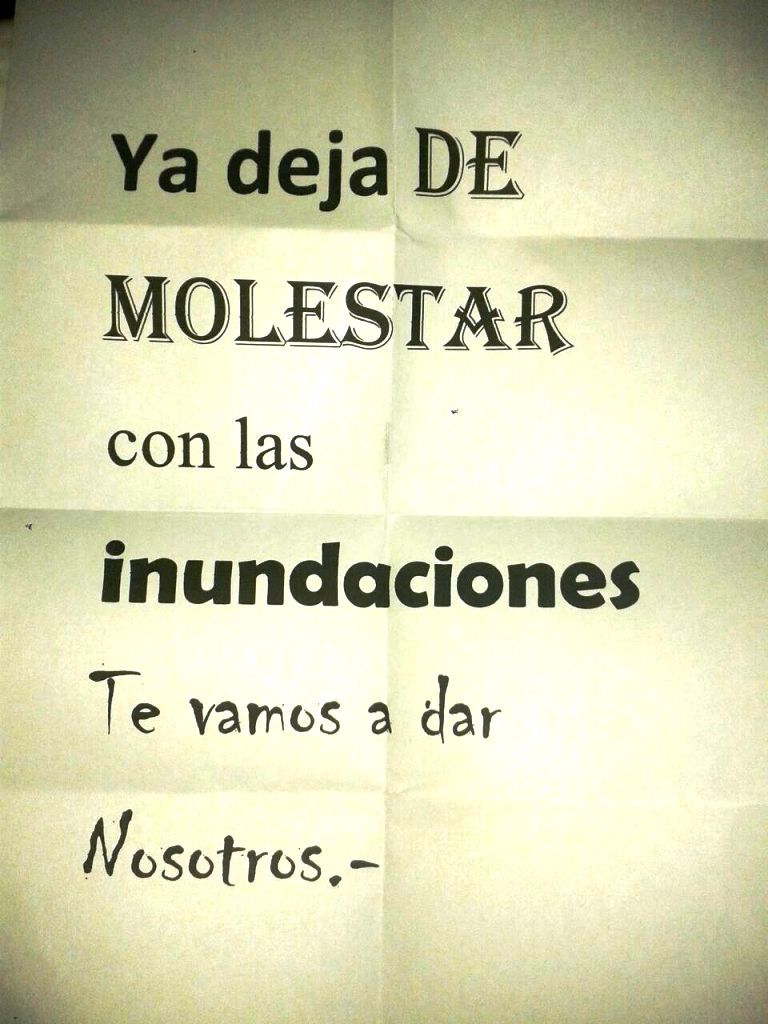 Ya deja DE
MOLESTAR
con las
inundaciones
Te vamos a dar
Nosotros.-